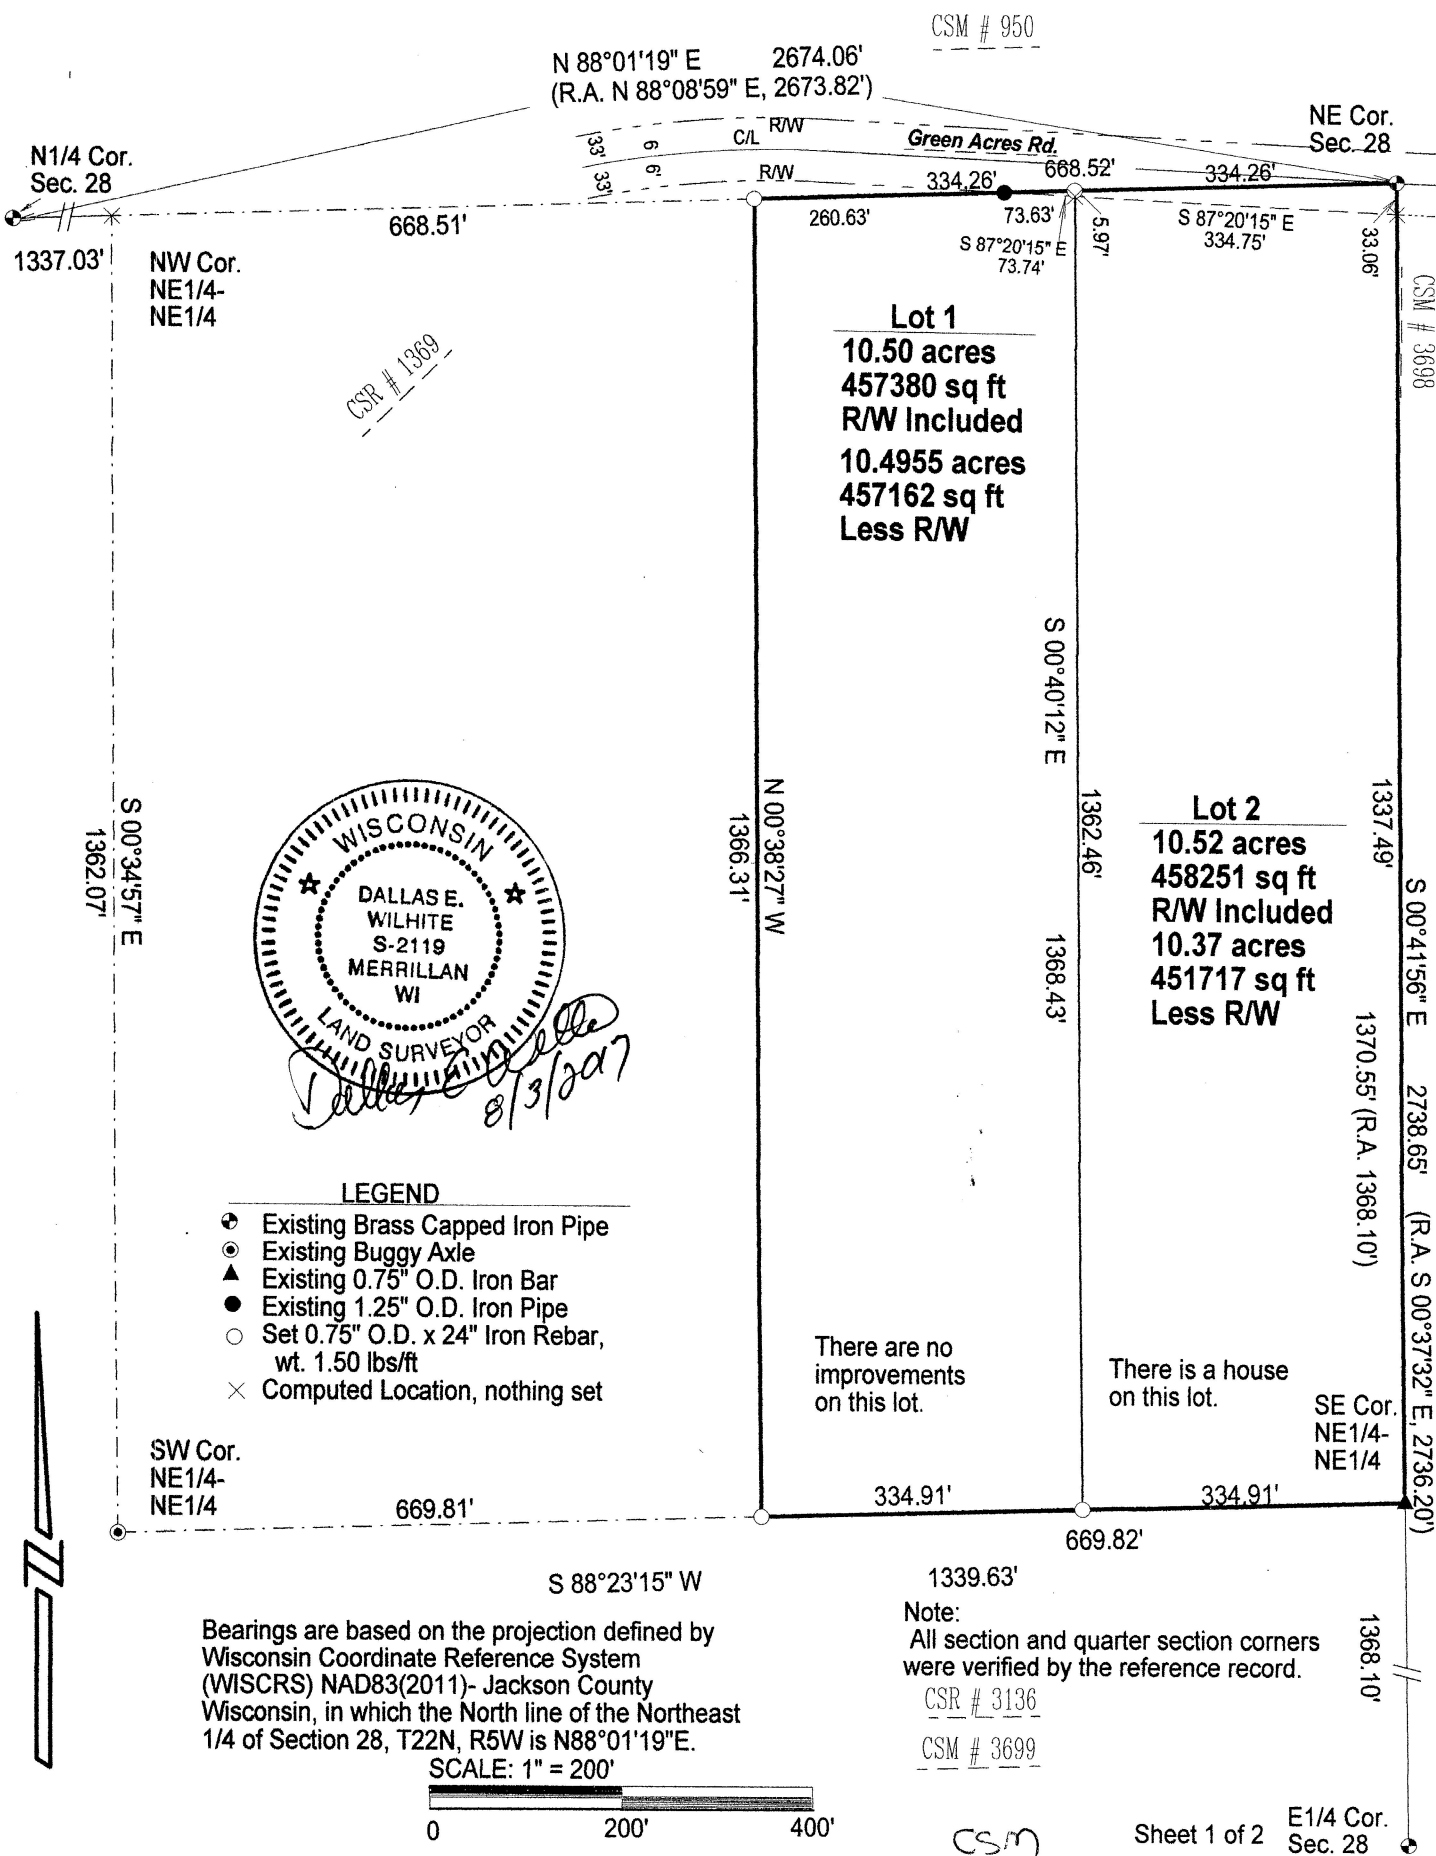 CSM # 950
N 88°01'19" E 2674.06'
(R.A. N 88°08'59" E, 2673.82')
NE Cor.
Sec. 28
N1/4 Cor.
Sec. 28
33'
33'
6'
6'
C/L
R/W
R/W
Green Acres Rd.
668.52'
334.26'
334.26'
1337.03'
668.51'
260.63'
73.63'
S 87°20'15" E
73.74'
5.97'
S 87°20'15" E
334.75'
33.06'
NW Cor.
NE1/4-
NE1/4
CSR # 1369
CSM # 3698
Lot 1
10.50 acres
457380 sq ft
R/W Included
10.4955 acres
457162 sq ft
Less R/W
S 00°40'12" E
1362.46'
1368.43'
N 00°38'27" W
1366.31'
S 00°34'57" E
1362.07'
Lot 2
10.52 acres
458251 sq ft
R/W Included
10.37 acres
451717 sq ft
Less R/W
1337.49'
1370.55' (R.A. 1368.10')
S 00°41'56" E 2738.65' (R.A. S 00°37'32" E, 2736.20')
WISCONSIN
DALLAS E.
WILHITE
S-2119
MERRILLAN
WI
LAND SURVEYOR
8/3/2017
LEGEND
Existing Brass Capped Iron Pipe
Existing Buggy Axle
Existing 0.75" O.D. Iron Bar
Existing 1.25" O.D. Iron Pipe
Set 0.75" O.D. x 24" Iron Rebar,
wt. 1.50 lbs/ft
Computed Location, nothing set
There are no
improvements
on this lot.
There is a house
on this lot.
SE Cor.
NE1/4-
NE1/4
SW Cor.
NE1/4-
NE1/4
669.81'
334.91'
334.91'
669.82'
S 88°23'15" W 1339.63'
Bearings are based on the projection defined by
Wisconsin Coordinate Reference System
(WISCRS) NAD83(2011)- Jackson County
Wisconsin, in which the North line of the Northeast
1/4 of Section 28, T22N, R5W is N88°01'19"E.
SCALE: 1" = 200'
0 200' 400'
Note:
All section and quarter section corners
were verified by the reference record.
CSR # 3136
CSM # 3699
1368.10'
CSM
Sheet 1 of 2
E1/4 Cor.
Sec. 28